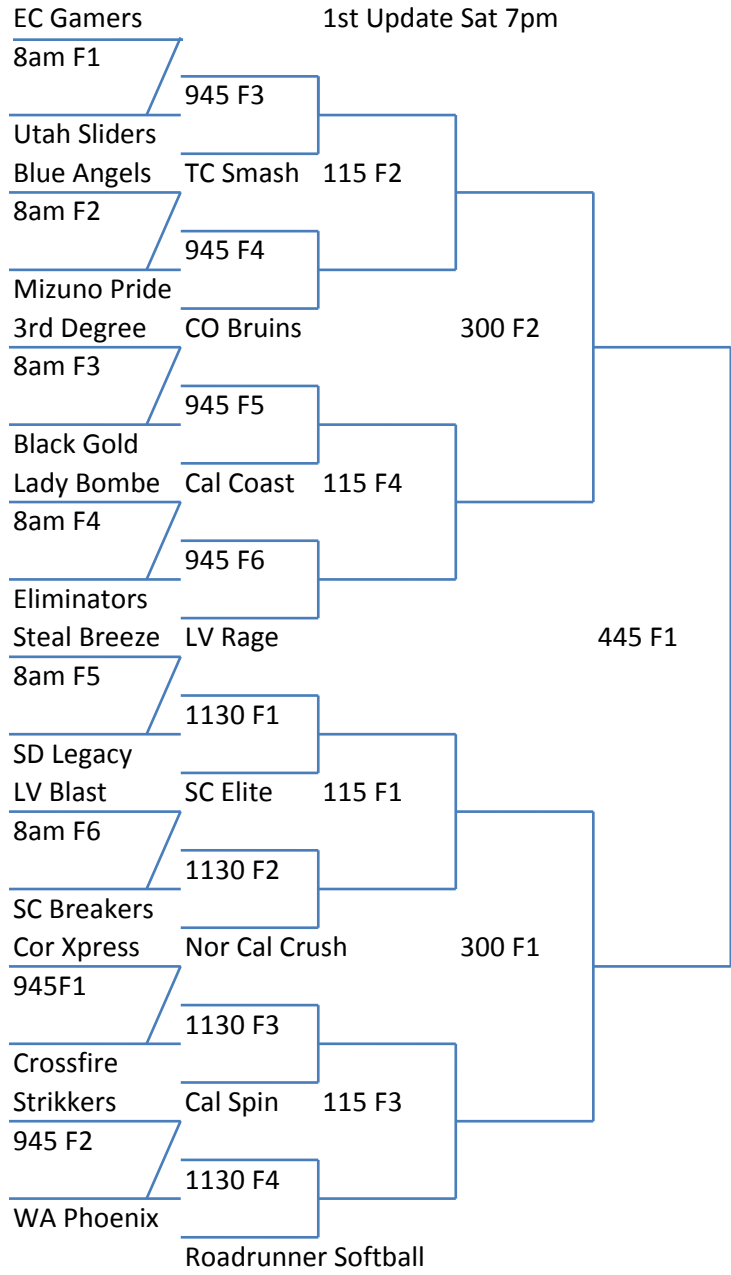 EC Gamers 1st Update Sat 7pm
8am F1
945 F3
Utah Sliders
Blue Angels TC Smash 115 F2
8am F2
945 F4
Mizuno Pride
3rd Degree CO Bruins 300 F2
8am F3
945 F5
Black Gold
Lady Bombe Cal Coast 115 F4
8am F4
945 F6
Eliminators
Steal Breeze LV Rage 445 F1
8am F5
1130 F1
SD Legacy
LV Blast SC Elite 115 F1
8am F6
1130 F2
SC Breakers
Cor Xpress Nor Cal Crush 300 F1
945F1
1130 F3
Crossfire
Strikkers Cal Spin 115 F3
945 F2
1130 F4
WA Phoenix
Roadrunner Softball